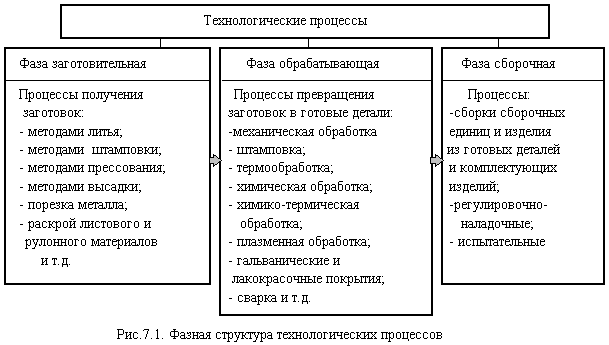 Технологические процессы
Фаза заготовительная
Процессы получения
заготовок:
- методами литья;
- методами штамповки;
- методами прессования;
- методами высадки;
- порезка металла;
- раскрой листового и
рулонного материалов
и т.д.
Фаза обрабатывающая
Процессы превращения
заготовок в готовые детали:
-механическая обработка
- штамповка;
- термообработка;
- химическая обработка;
- химико-термическая
обработка;
- плазменная обработка;
- гальванические и
лакокрасочные покрытия;
- сварка и т.д.
Фаза сборочная
Процессы:
-сборки сборочных
единиц и изделия
из готовых деталей
и комплектующих
изделий;
-регулировочно-
наладочные;
- испытательные
Рис.7.1. Фазная структура технологических процессов